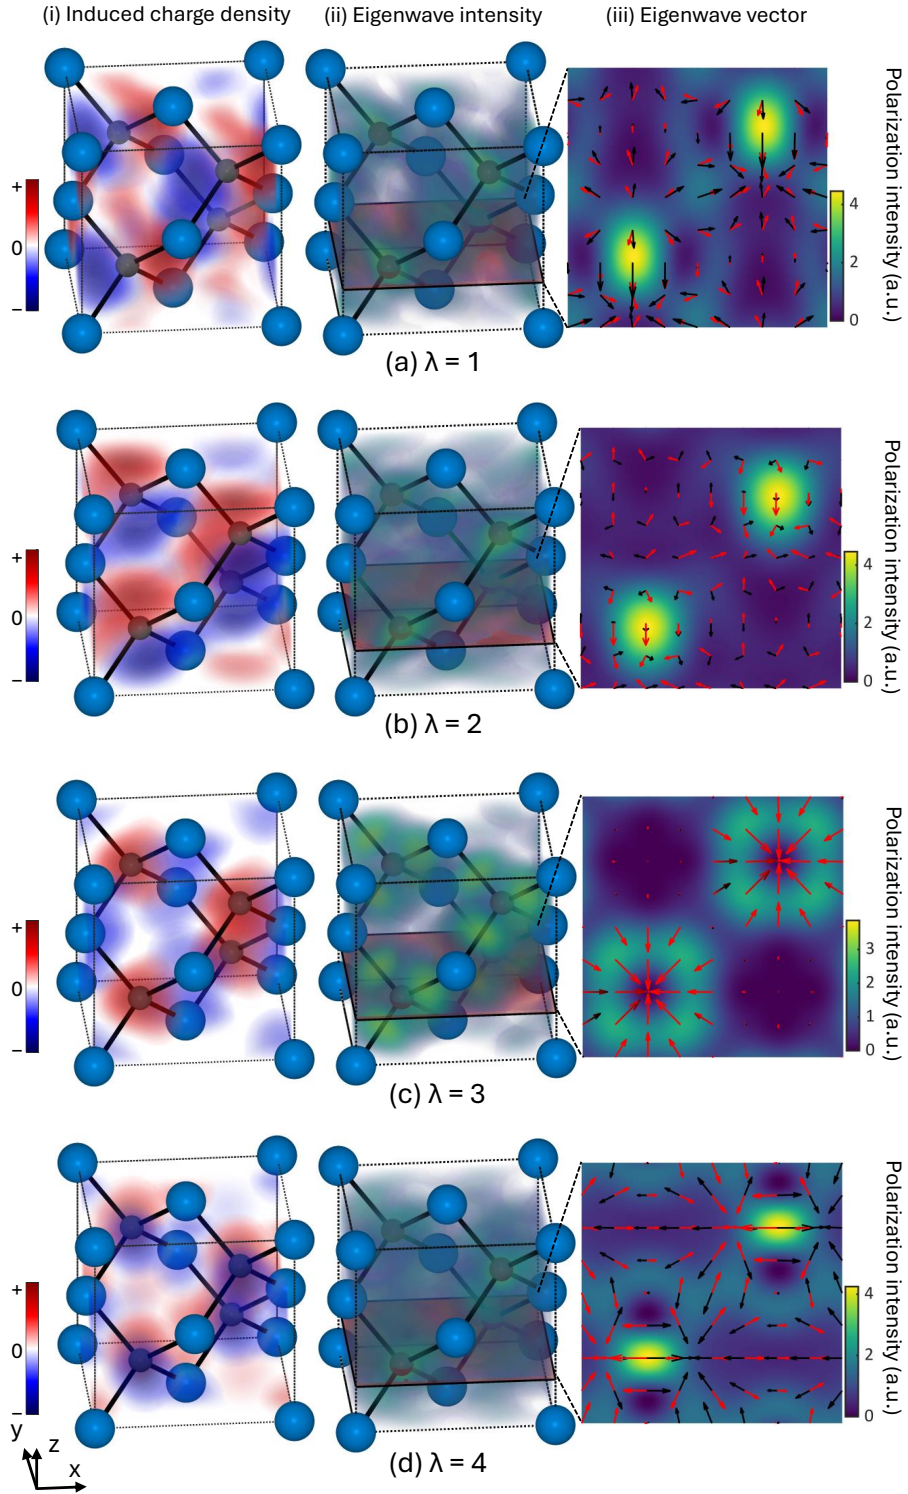 (i) Induced charge density (ii) Eigenwave intensity (iii) Eigenwave vector
+
0
−
4
2
0
Polarization intensity (a.u.)
(a) λ = 1
+
0
−
4
2
0
Polarization intensity (a.u.)
(b) λ = 2
+
0
−
3
2
1
0
Polarization intensity (a.u.)
(c) λ = 3
+
0
−
4
2
0
Polarization intensity (a.u.)
(d) λ = 4
y
z
x